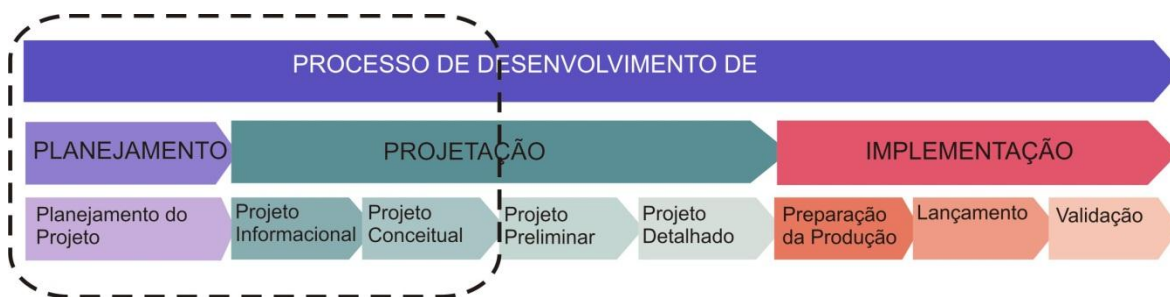 PROCESSO DE DESENVOLVIMENTO DE
PLANEJAMENTO
PROJETAÇÃO
IMPLEMENTAÇÃO
Planejamento do
Projeto
Projeto
Informacional
Projeto
Conceitual
Projeto
Preliminar
Projeto
Detalhado
Preparação
da Produção
Lançamento
Validação